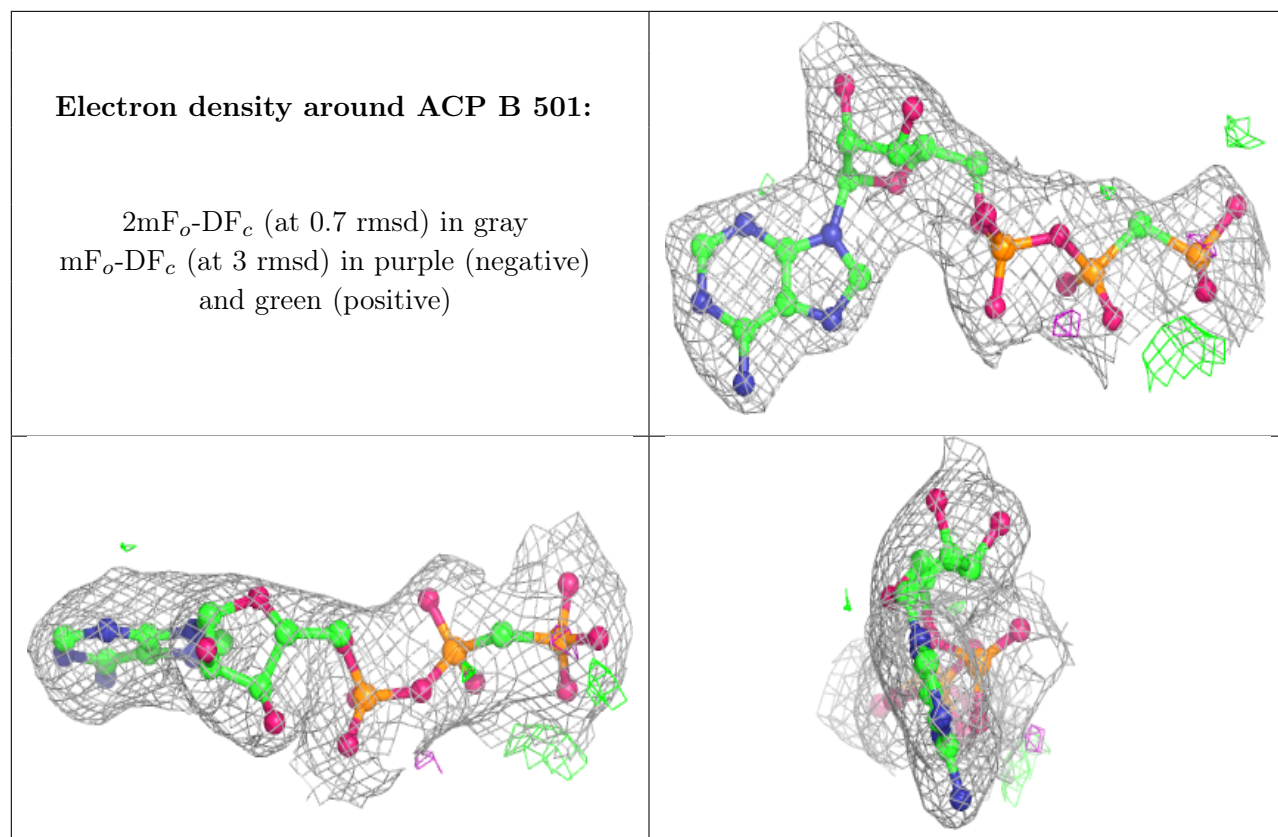 Electron density around ACP B 501:
2mFo-DFc (at 0.7 rmsd) in gray
mFo-DFc (at 3 rmsd) in purple (negative)
and green (positive)